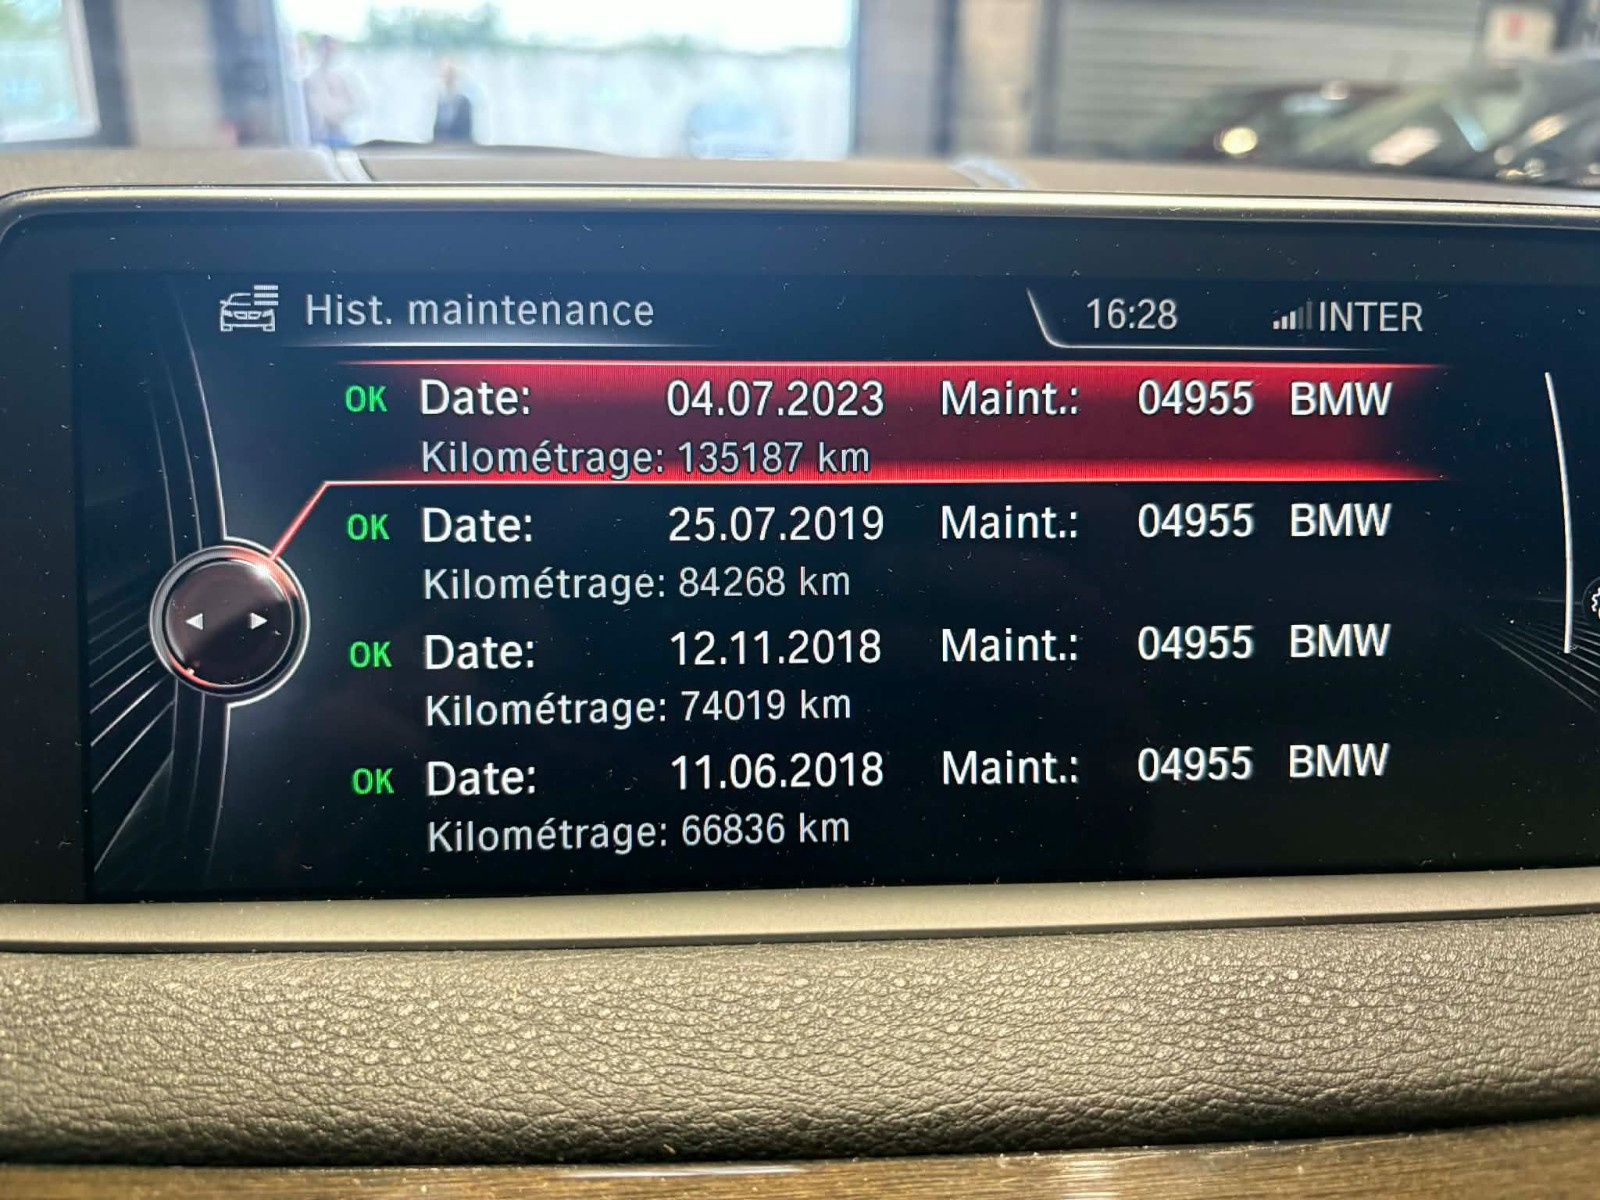 Hist. maintenance 16:28 INTER
OK Date: 04.07.2023 Maint.: 04955 BMW
Kilométrage: 135187 km
OK Date: 25.07.2019 Maint.: 04955 BMW
Kilométrage: 84268 km
OK Date: 12.11.2018 Maint.: 04955 BMW
Kilométrage: 74019 km
OK Date: 11.06.2018 Maint.: 04955 BMW
Kilométrage: 66836 km